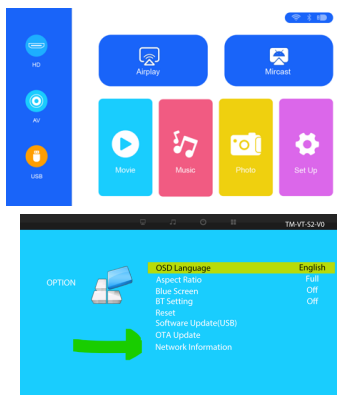 HD
AV
USB
Airplay
Mircast
Movie
Music
Photo
Set Up
TM-VT-S2-V0
OPTION
OSD Language English
Aspect Ratio Full
Blue Screen Off
BT Setting Off
Reset
Software Update(USB)
OTA Update
Network Information